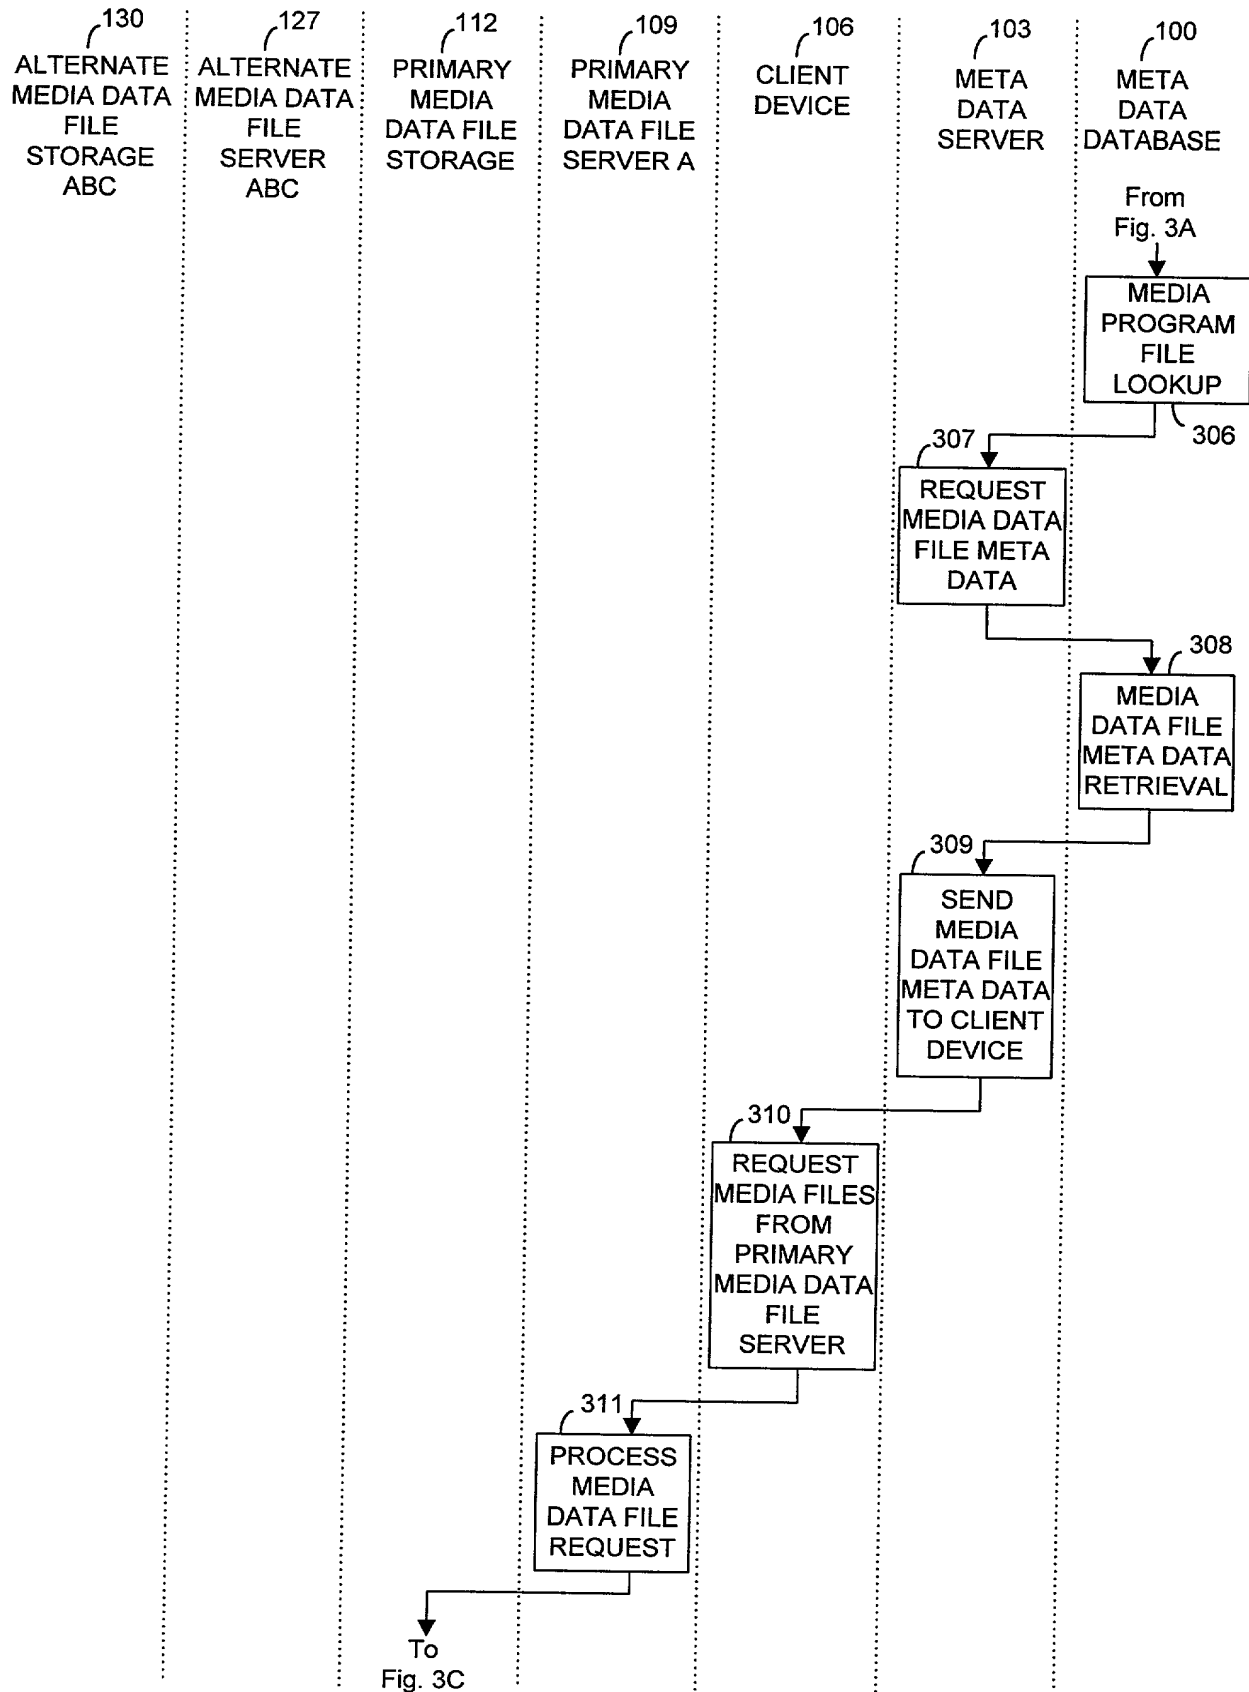 130
ALTERNATE
MEDIA DATA
FILE
STORAGE
ABC
127
ALTERNATE
MEDIA DATA
FILE
SERVER
ABC
112
PRIMARY
MEDIA
DATA FILE
STORAGE
109
PRIMARY
MEDIA
DATA FILE
SERVER A
106
CLIENT
DEVICE
103
META
DATA
SERVER
100
META
DATA
DATABASE
From
Fig. 3A
MEDIA
PROGRAM
FILE
LOOKUP
306
307
REQUEST
MEDIA DATA
FILE META
DATA
308
MEDIA
DATA FILE
META DATA
RETRIEVAL
309
SEND
MEDIA
DATA FILE
META DATA
TO CLIENT
DEVICE
310
REQUEST
MEDIA FILES
FROM
PRIMARY
MEDIA DATA
FILE
SERVER
311
PROCESS
MEDIA
DATA FILE
REQUEST
To
Fig. 3C